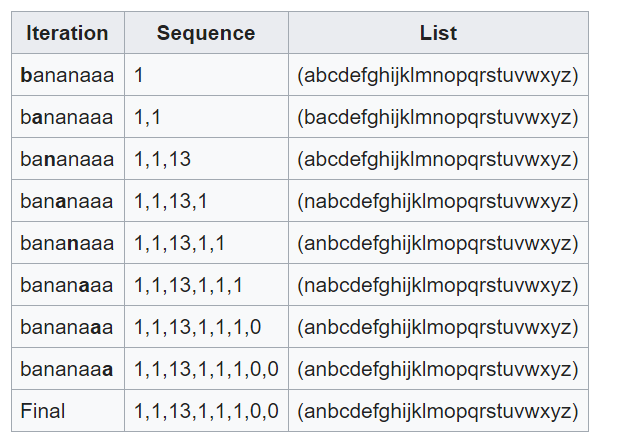 Iteration Sequence List
bananaaa 1 (abcdefghijklmnopqrstuvwxyz)
bananaaa 1,1 (bacdefghijklmnopqrstuvwxyz)
bananaaa 1,1,13 (abcdefghijklmnopqrstuvwxyz)
bananaaa 1,1,13,1 (nabcdefghijklmopqrstuvwxyz)
bananaaa 1,1,13,1,1 (anbcdefghijklmopqrstuvwxyz)
bananaaa 1,1,13,1,1,1 (nabcdefghijklmopqrstuvwxyz)
bananaaa 1,1,13,1,1,1,0 (anbcdefghijklmopqrstuvwxyz)
bananaaa 1,1,13,1,1,1,0,0 (anbcdefghijklmopqrstuvwxyz)
Final 1,1,13,1,1,1,0,0 (anbcdefghijklmopqrstuvwxyz)